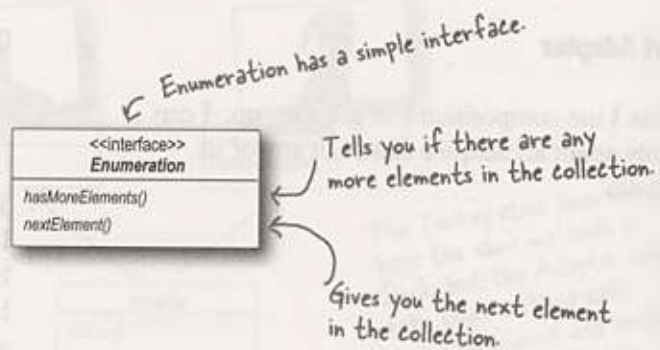 Enumeration has a simple interface.
<<interface>>
Enumeration
hasMoreElements()
nextElement()
Tells you if there are any
more elements in the collection.
Gives you the next element
in the collection.